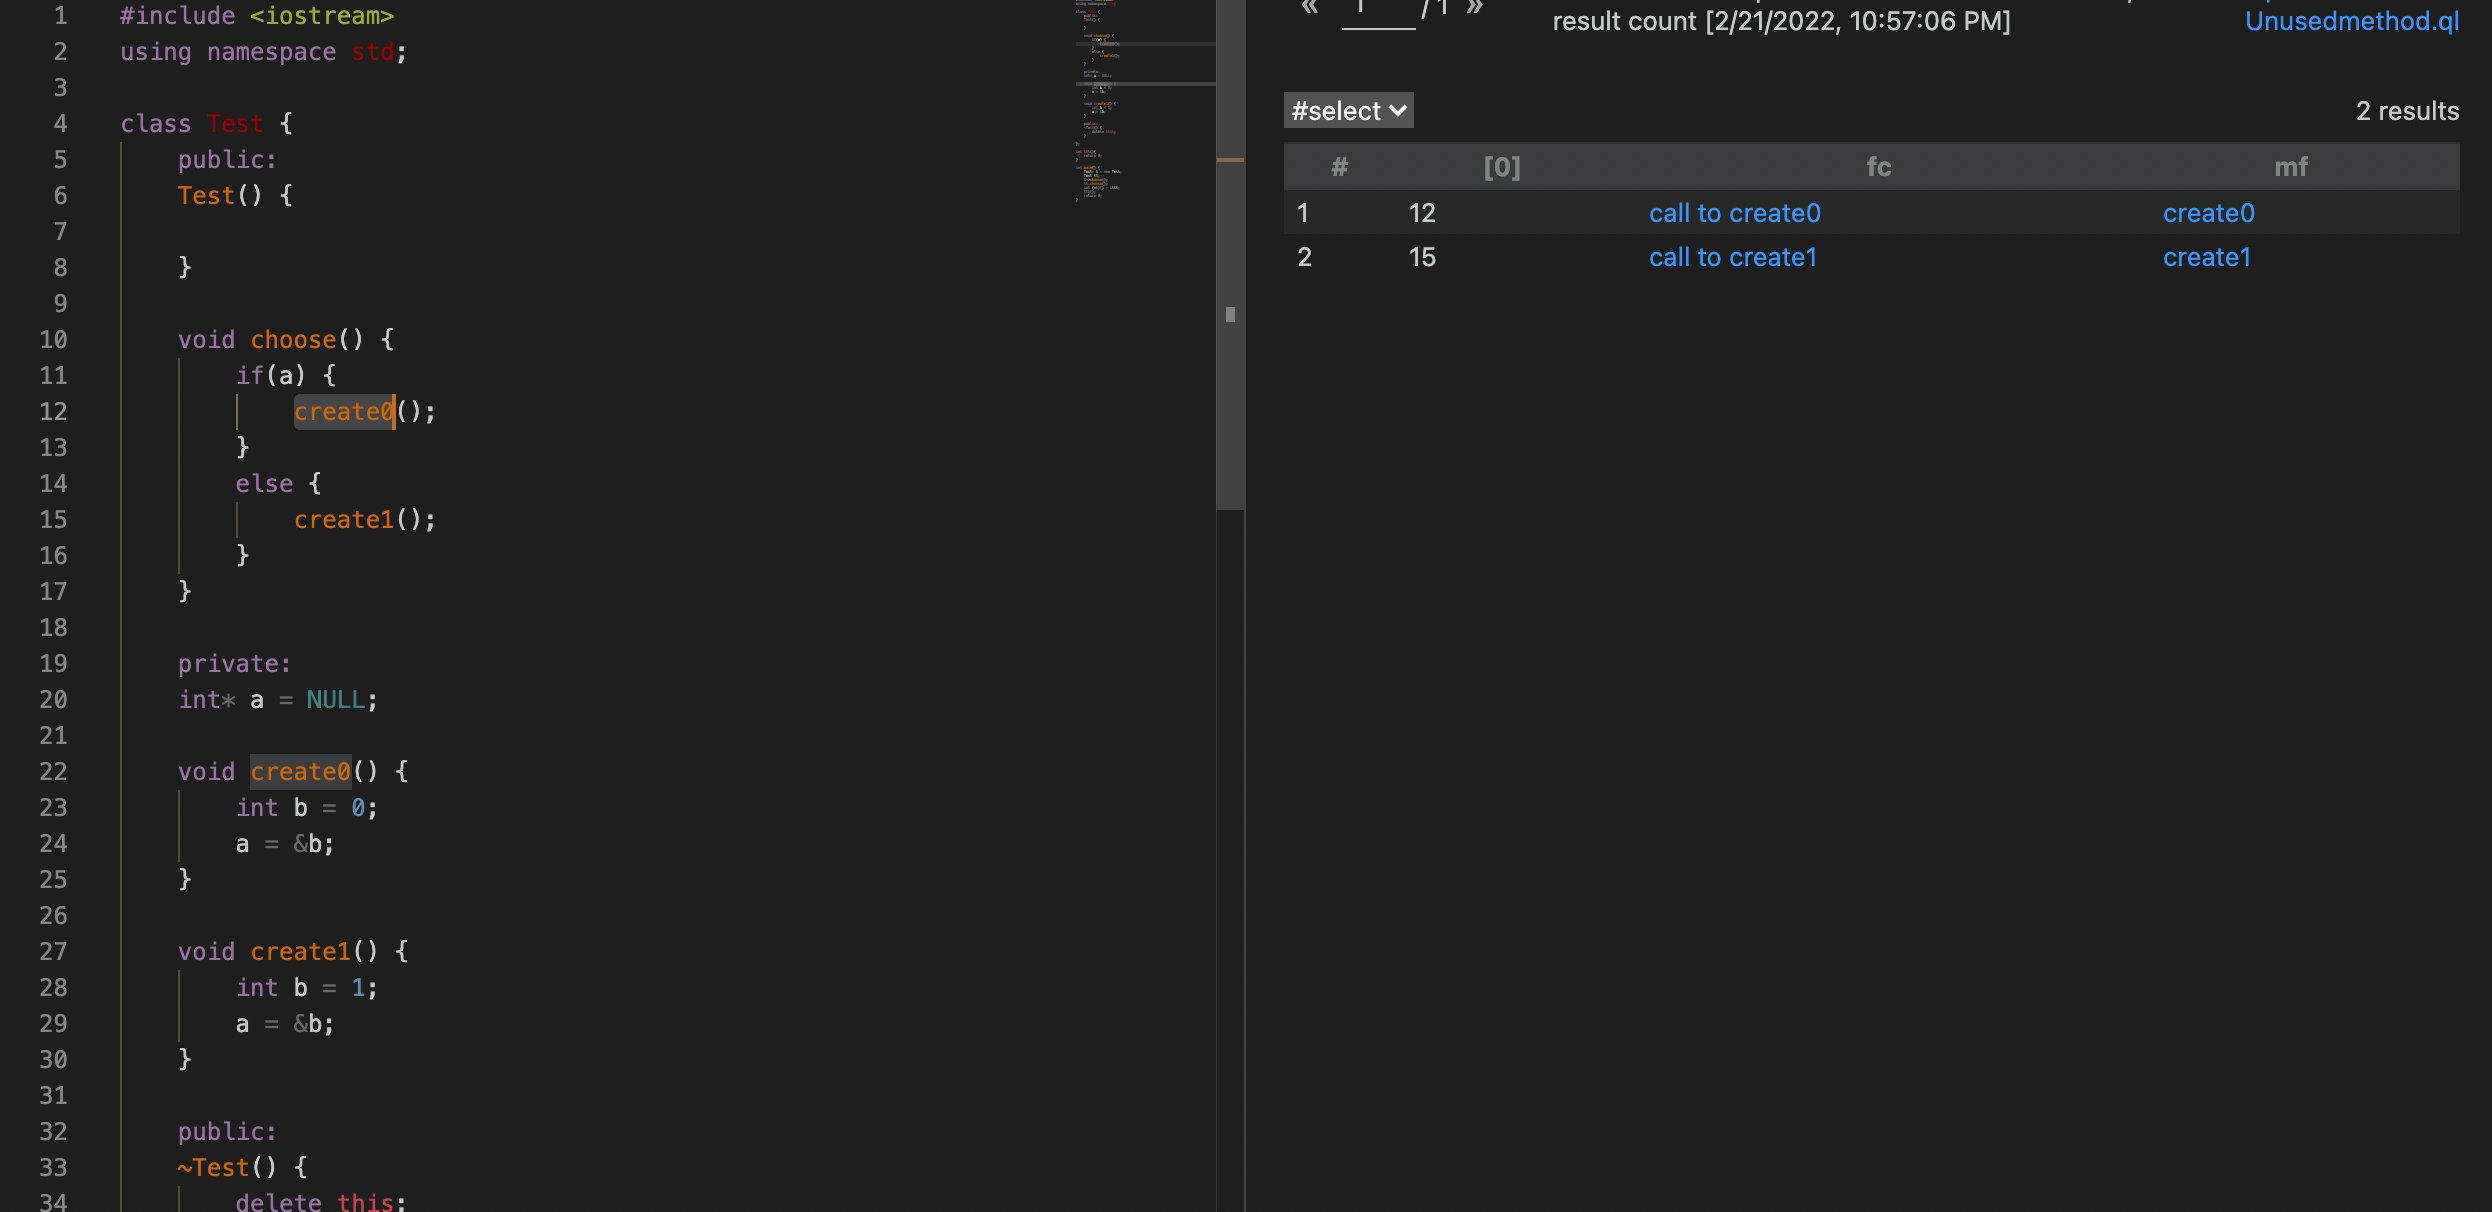 1 #include <iostream>
2 using namespace std;
3
4 class Test {
5 public:
6 Test() {
7
8 }
9
10 void choose() {
11 if(a) {
12 create0();
13 }
14 else {
15 create1();
16 }
17 }
18
19 private:
20 int* a = NULL;
21
22 void create0() {
23 int b = 0;
24 a = &b;
25 }
26
27 void create1() {
28 int b = 1;
29 a = &b;
30 }
31
32 public:
33 ~Test() {
34 delete this;
« 1 / 1 »
result count [2/21/2022, 10:57:06 PM] Unusedmethod.ql
#select 2 results
# [0] fc mf
1 12 call to create0 create0
2 15 call to create1 create1